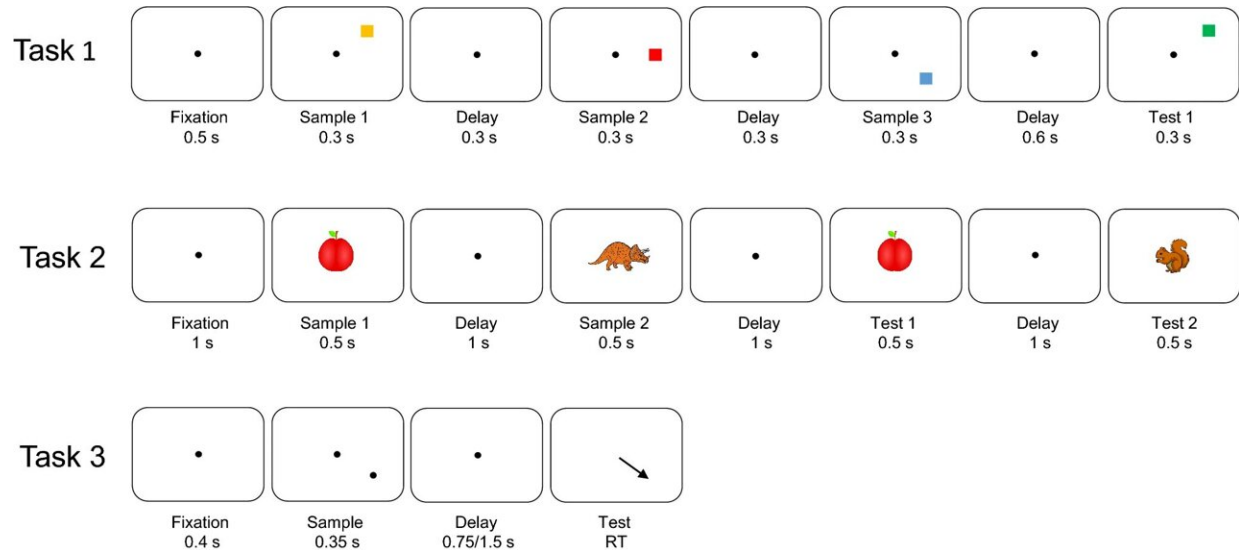 Task 1
Fixation Sample 1 Delay Sample 2 Delay Sample 3 Delay Test 1
0.5 s 0.3 s 0.3 s 0.3 s 0.3 s 0.3 s 0.6 s 0.3 s
Task 2
Fixation Sample 1 Delay Sample 2 Delay Test 1 Delay Test 2
1 s 0.5 s 1 s 0.5 s 1 s 0.5 s 1 s 0.5 s
Task 3
Fixation Sample Delay Test
0.4 s 0.35 s 0.75/1.5 s RT